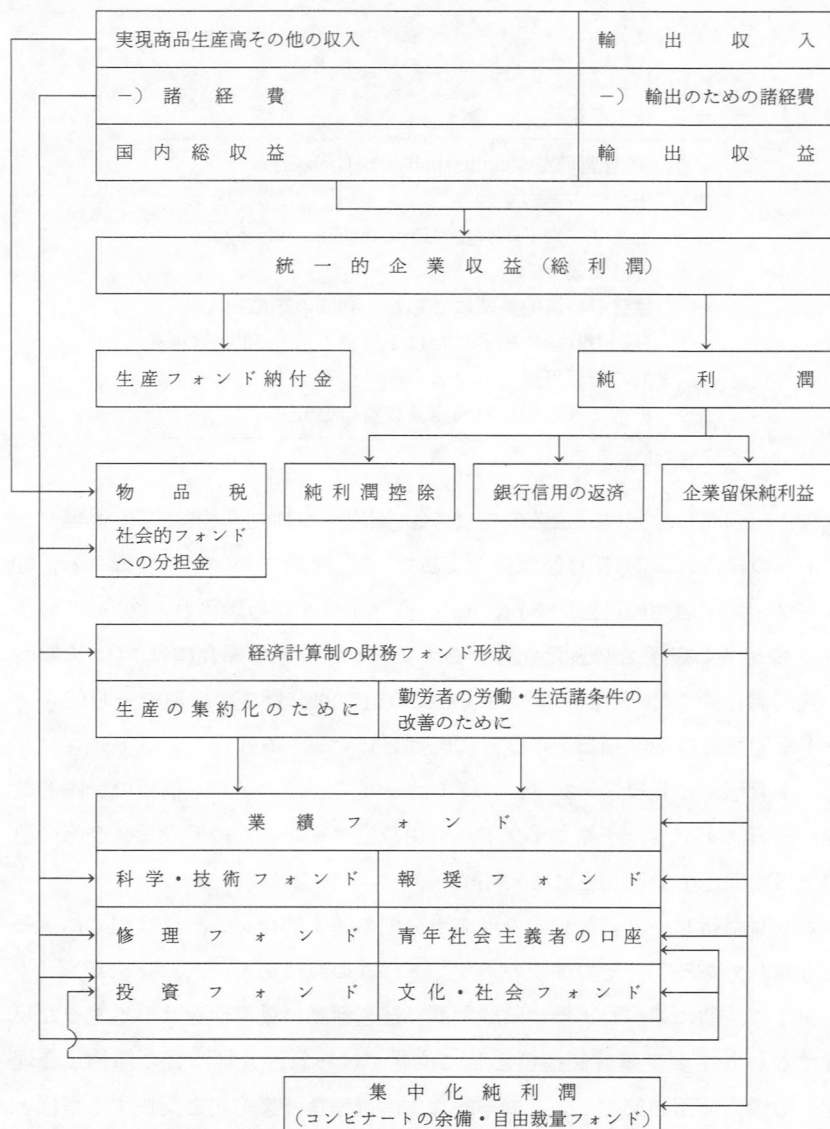 実現商品生産高その他の収入
輸出収入
－）諸経費
－）輸出のための諸経費
国内総収益
輸出収益
統一的企業収益（総利潤）
生産フォンド納付金
純利潤
物品税
純利潤控除
銀行信用の返済
企業留保純利益
社会的フォンド
への分担金
経済計算制の財務フォンド形成
生産の集約化のために
勤労者の労働・生活諸条件の
改善のために
業績フォンド
科学・技術フォンド
報奨フォンド
修理フォンド
青年社会主義者の口座
投資フォンド
文化・社会フォンド
集中化純利潤
（コンビナートの余備・自由裁量フォンド）